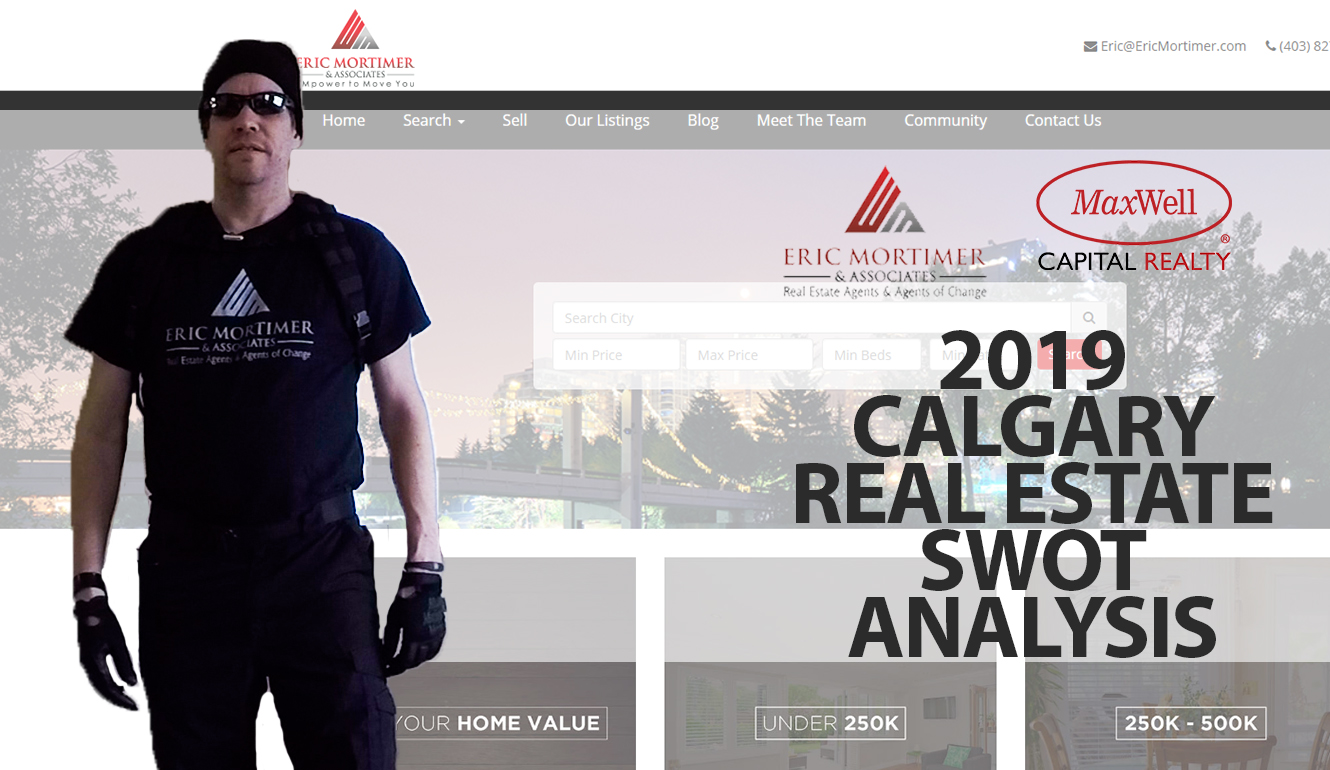 ERIC MORTIMER
& ASSOCIATES
Mpower to Move You
Eric@EricMortimer.com
(403) 82
Home
Search
Sell
Our Listings
Blog
Meet The Team
Community
Contact Us
MaxWell
®
CAPITAL REALTY
ERIC MORTIMER
& ASSOCIATES
Real Estate Agents & Agents of Change
ERIC MORTIMER
& ASSOCIATES
Real Estate Agents & Agents of Change
Search City
Min Price
Max Price
Min Beds
2019
CALGARY
REAL ESTATE
SWOT
ANALYSIS
YOUR HOME VALUE
UNDER 250K
250K - 500K